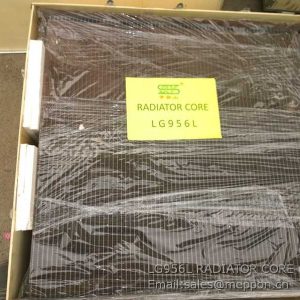 RADIATOR CORE
LG956L
LG956L RADIATOR CORE
Email:sales@meppon.cn